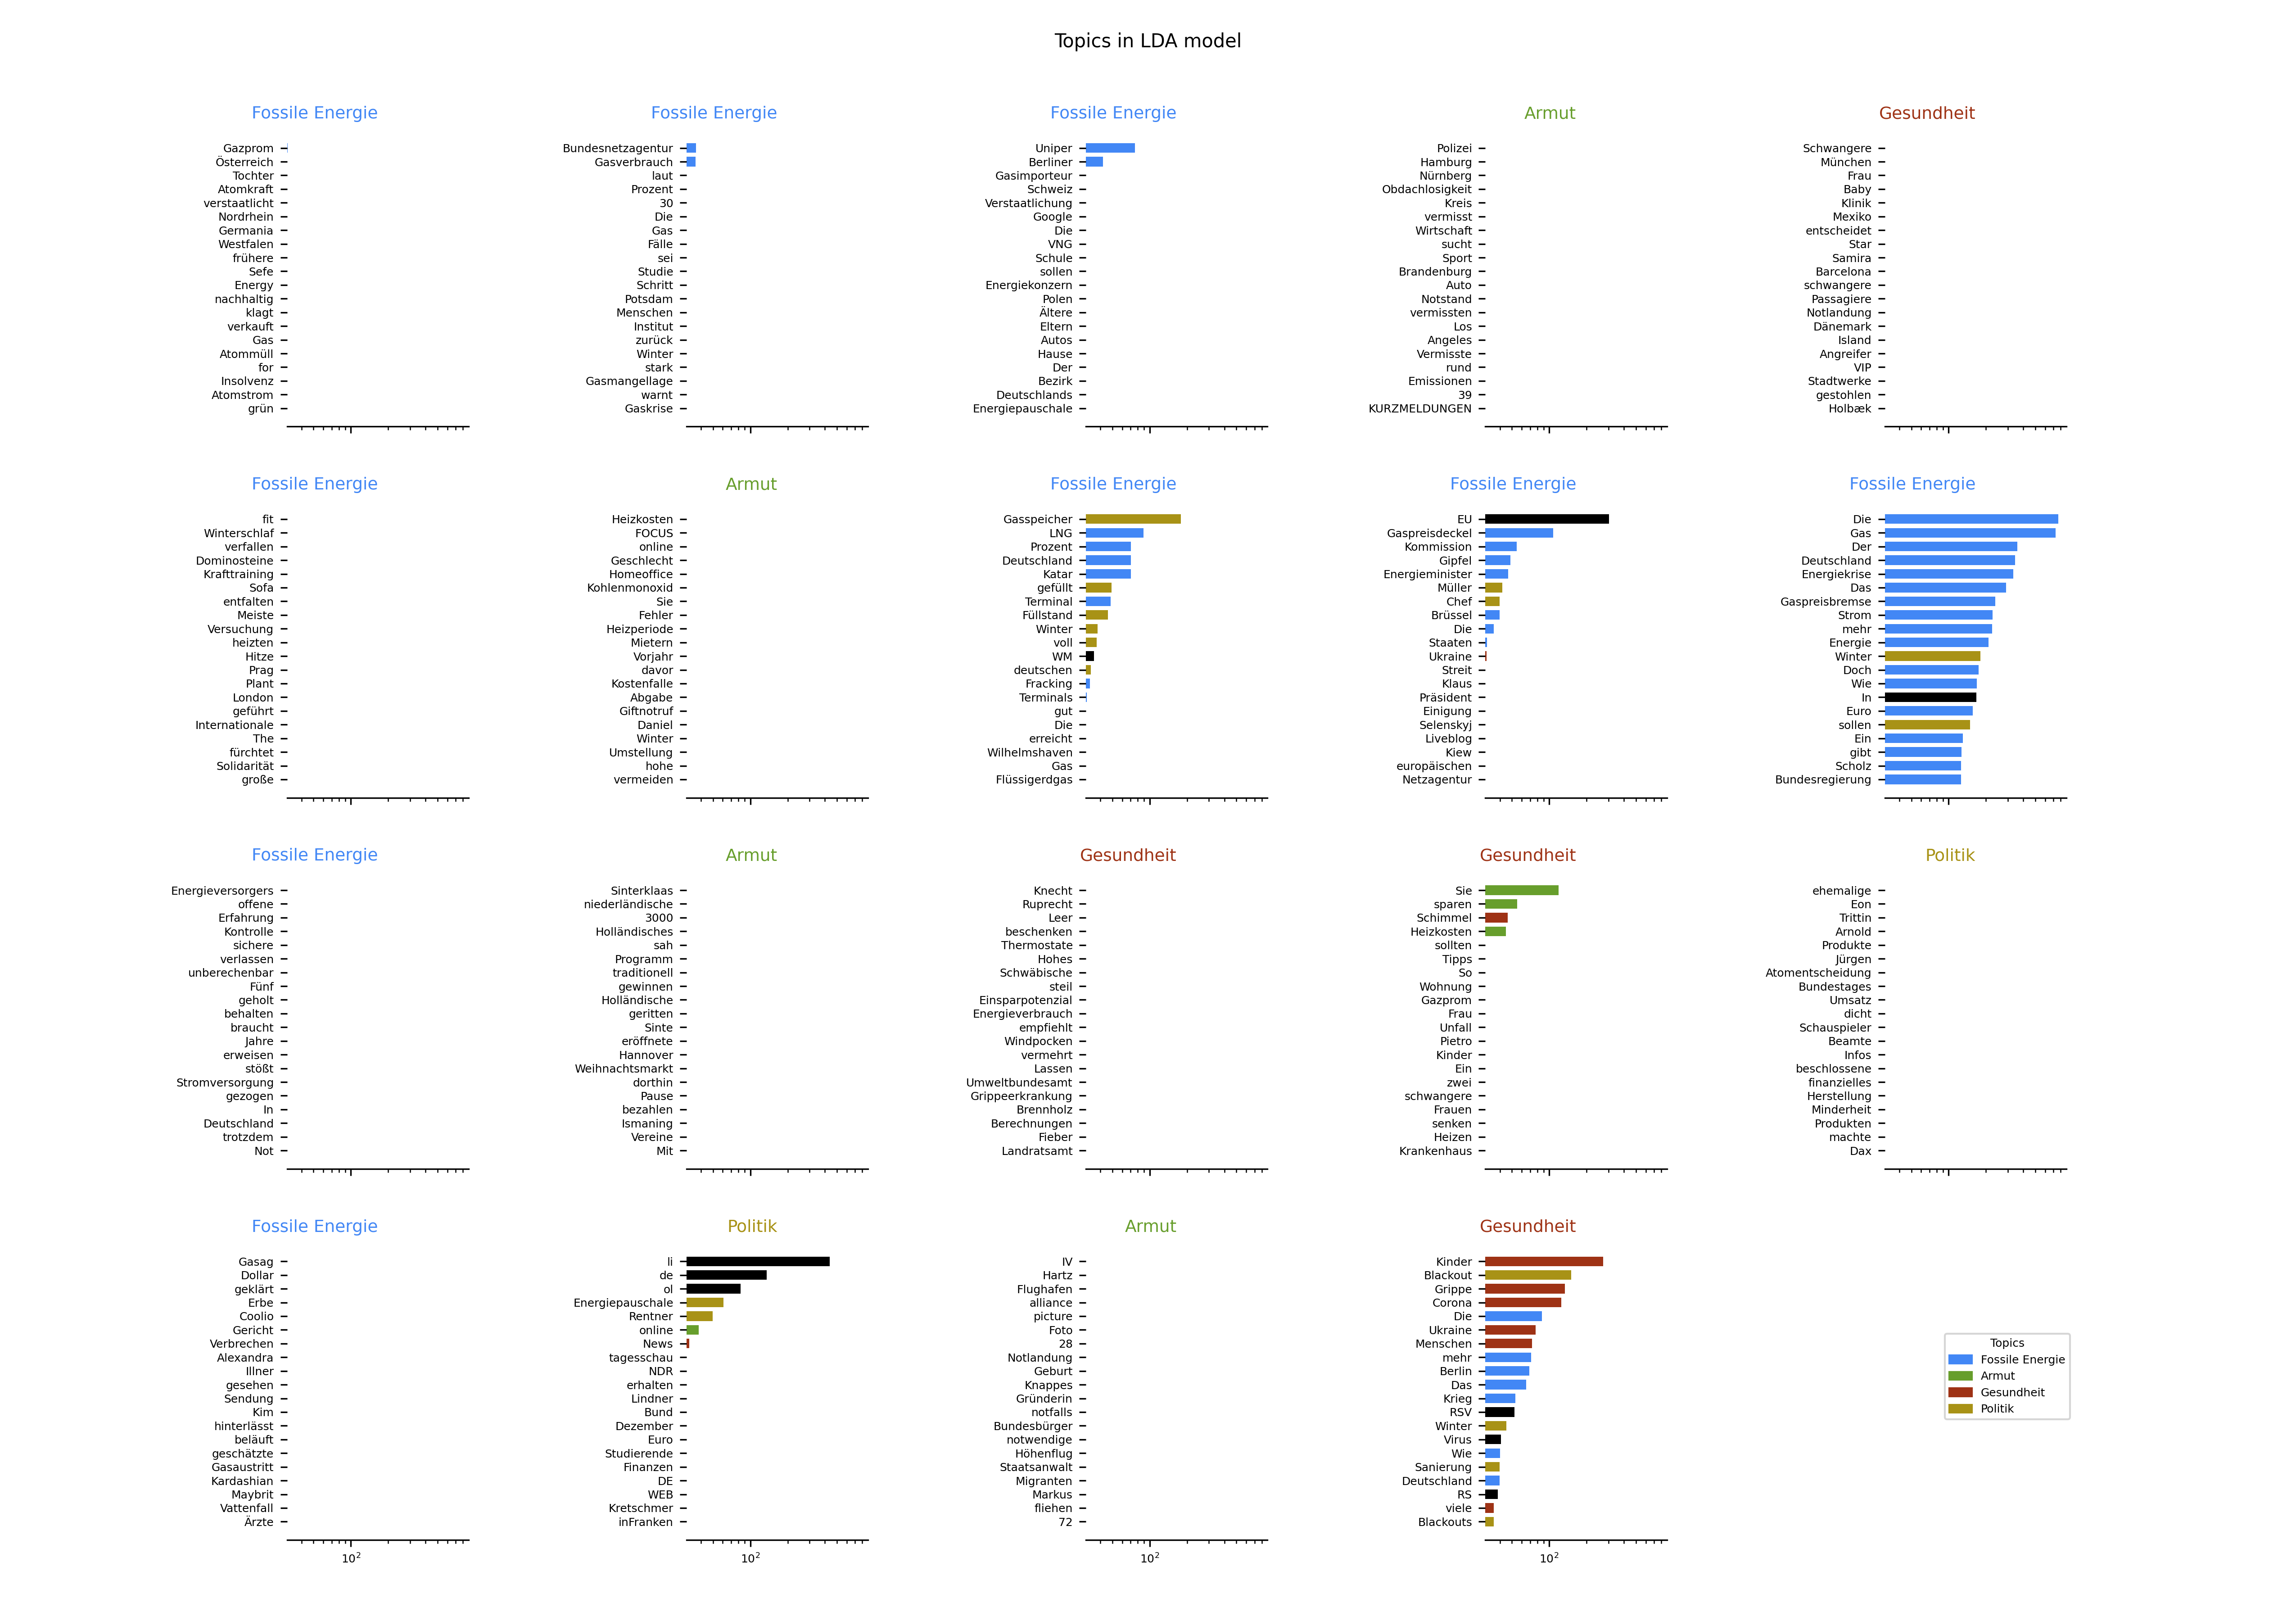 Topics in LDA model
Fossile Energie
Gazprom
Österreich
Tochter
Atomkraft
verstaatlicht
Nordrhein
Germania
Westfalen
frühere
Sefe
Energy
nachhaltig
klagt
verkauft
Gas
Atommüll
for
Insolvenz
Atomstrom
grün
Fossile Energie
Bundesnetzagentur
Gasverbrauch
laut
Prozent
30
Die
Gas
Fälle
sei
Studie
Schritt
Potsdam
Menschen
Institut
zurück
Winter
stark
Gasmangellage
warnt
Gaskrise
Fossile Energie
Uniper
Berliner
Gasimporteur
Schweiz
Verstaatlichung
Google
Die
VNG
Schule
sollen
Energiekonzern
Polen
Ältere
Eltern
Autos
Hause
Der
Bezirk
Deutschlands
Energiepauschale
Armut
Polizei
Hamburg
Nürnberg
Obdachlosigkeit
Kreis
vermisst
Wirtschaft
sucht
Sport
Brandenburg
Auto
Notstand
vermissten
Los
Angeles
Vermisste
rund
Emissionen
39
KURZMELDUNGEN
Gesundheit
Schwangere
München
Frau
Baby
Klinik
Mexiko
entscheidet
Star
Samira
Barcelona
schwangere
Passagiere
Notlandung
Dänemark
Island
Angreifer
VIP
Stadtwerke
gestohlen
Holbæk
Fossile Energie
fit
Winterschlaf
verfallen
Dominosteine
Krafttraining
Sofa
entfalten
Meiste
Versuchung
heizten
Hitze
Prag
Plant
London
geführt
Internationale
The
fürchtet
Solidarität
große
Armut
Heizkosten
FOCUS
online
Geschlecht
Homeoffice
Kohlenmonoxid
Sie
Fehler
Heizperiode
Mietern
Vorjahr
davor
Kostenfalle
Abgabe
Giftnotruf
Daniel
Winter
Umstellung
hohe
vermeiden
Fossile Energie
Gasspeicher
LNG
Prozent
Deutschland
Katar
gefüllt
Terminal
Füllstand
Winter
voll
WM
deutschen
Fracking
Terminals
gut
Die
erreicht
Wilhelmshaven
Gas
Flüssigerdgas
Fossile Energie
EU
Gaspreisdeckel
Kommission
Gipfel
Energieminister
Müller
Chef
Brüssel
Die
Staaten
Ukraine
Streit
Klaus
Präsident
Einigung
Selenskyj
Liveblog
Kiew
europäischen
Netzagentur
Fossile Energie
Die
Gas
Der
Deutschland
Energiekrise
Das
Gaspreisbremse
Strom
mehr
Energie
Winter
Doch
Wie
In
Euro
sollen
Ein
gibt
Scholz
Bundesregierung
Fossile Energie
Energieversorgers
offene
Erfahrung
Kontrolle
sichere
verlassen
unberechenbar
Fünf
geholt
behalten
braucht
Jahre
erweisen
stößt
Stromversorgung
gezogen
In
Deutschland
trotzdem
Not
Armut
Sinterklaas
niederländische
3000
Holländisches
sah
Programm
traditionell
gewinnen
Holländische
geritten
Sinte
eröffnete
Hannover
Weihnachtsmarkt
dorthin
Pause
bezahlen
Ismaning
Vereine
Mit
Gesundheit
Knecht
Ruprecht
Leer
beschenken
Thermostate
Hohes
Schwäbische
steil
Einsparpotenzial
Energieverbrauch
empfiehlt
Windpocken
vermehrt
Lassen
Umweltbundesamt
Grippeerkrankung
Brennholz
Berechnungen
Fieber
Landratsamt
Gesundheit
Sie
sparen
Schimmel
Heizkosten
sollten
Tipps
So
Wohnung
Gazprom
Frau
Unfall
Pietro
Kinder
Ein
zwei
schwangere
Frauen
senken
Heizen
Krankenhaus
Politik
ehemalige
Eon
Trittin
Arnold
Produkte
Jürgen
Atomentscheidung
Bundestages
Umsatz
dicht
Schauspieler
Beamte
Infos
beschlossene
finanzielles
Herstellung
Minderheit
Produkten
machte
Dax
Fossile Energie
Gasag
Dollar
geklärt
Erbe
Coolio
Gericht
Verbrechen
Alexandra
Illner
gesehen
Sendung
Kim
hinterlässt
beläuft
geschätzte
Gasaustritt
Kardashian
Maybrit
Vattenfall
Ärzte
10²
Politik
li
de
ol
Energiepauschale
Rentner
online
News
tagesschau
NDR
erhalten
Lindner
Bund
Dezember
Euro
Studierende
Finanzen
DE
WEB
Kretschmer
inFranken
10²
Armut
IV
Hartz
Flughafen
alliance
picture
Foto
28
Notlandung
Geburt
Knappes
Gründerin
notfalls
Bundesbürger
notwendige
Höhenflug
Staatsanwalt
Migranten
Markus
fliehen
72
10²
Gesundheit
Kinder
Blackout
Grippe
Corona
Die
Ukraine
Menschen
mehr
Berlin
Das
Krieg
RSV
Winter
Virus
Wie
Sanierung
Deutschland
RS
viele
Blackouts
10²
Topics
Fossile Energie
Armut
Gesundheit
Politik